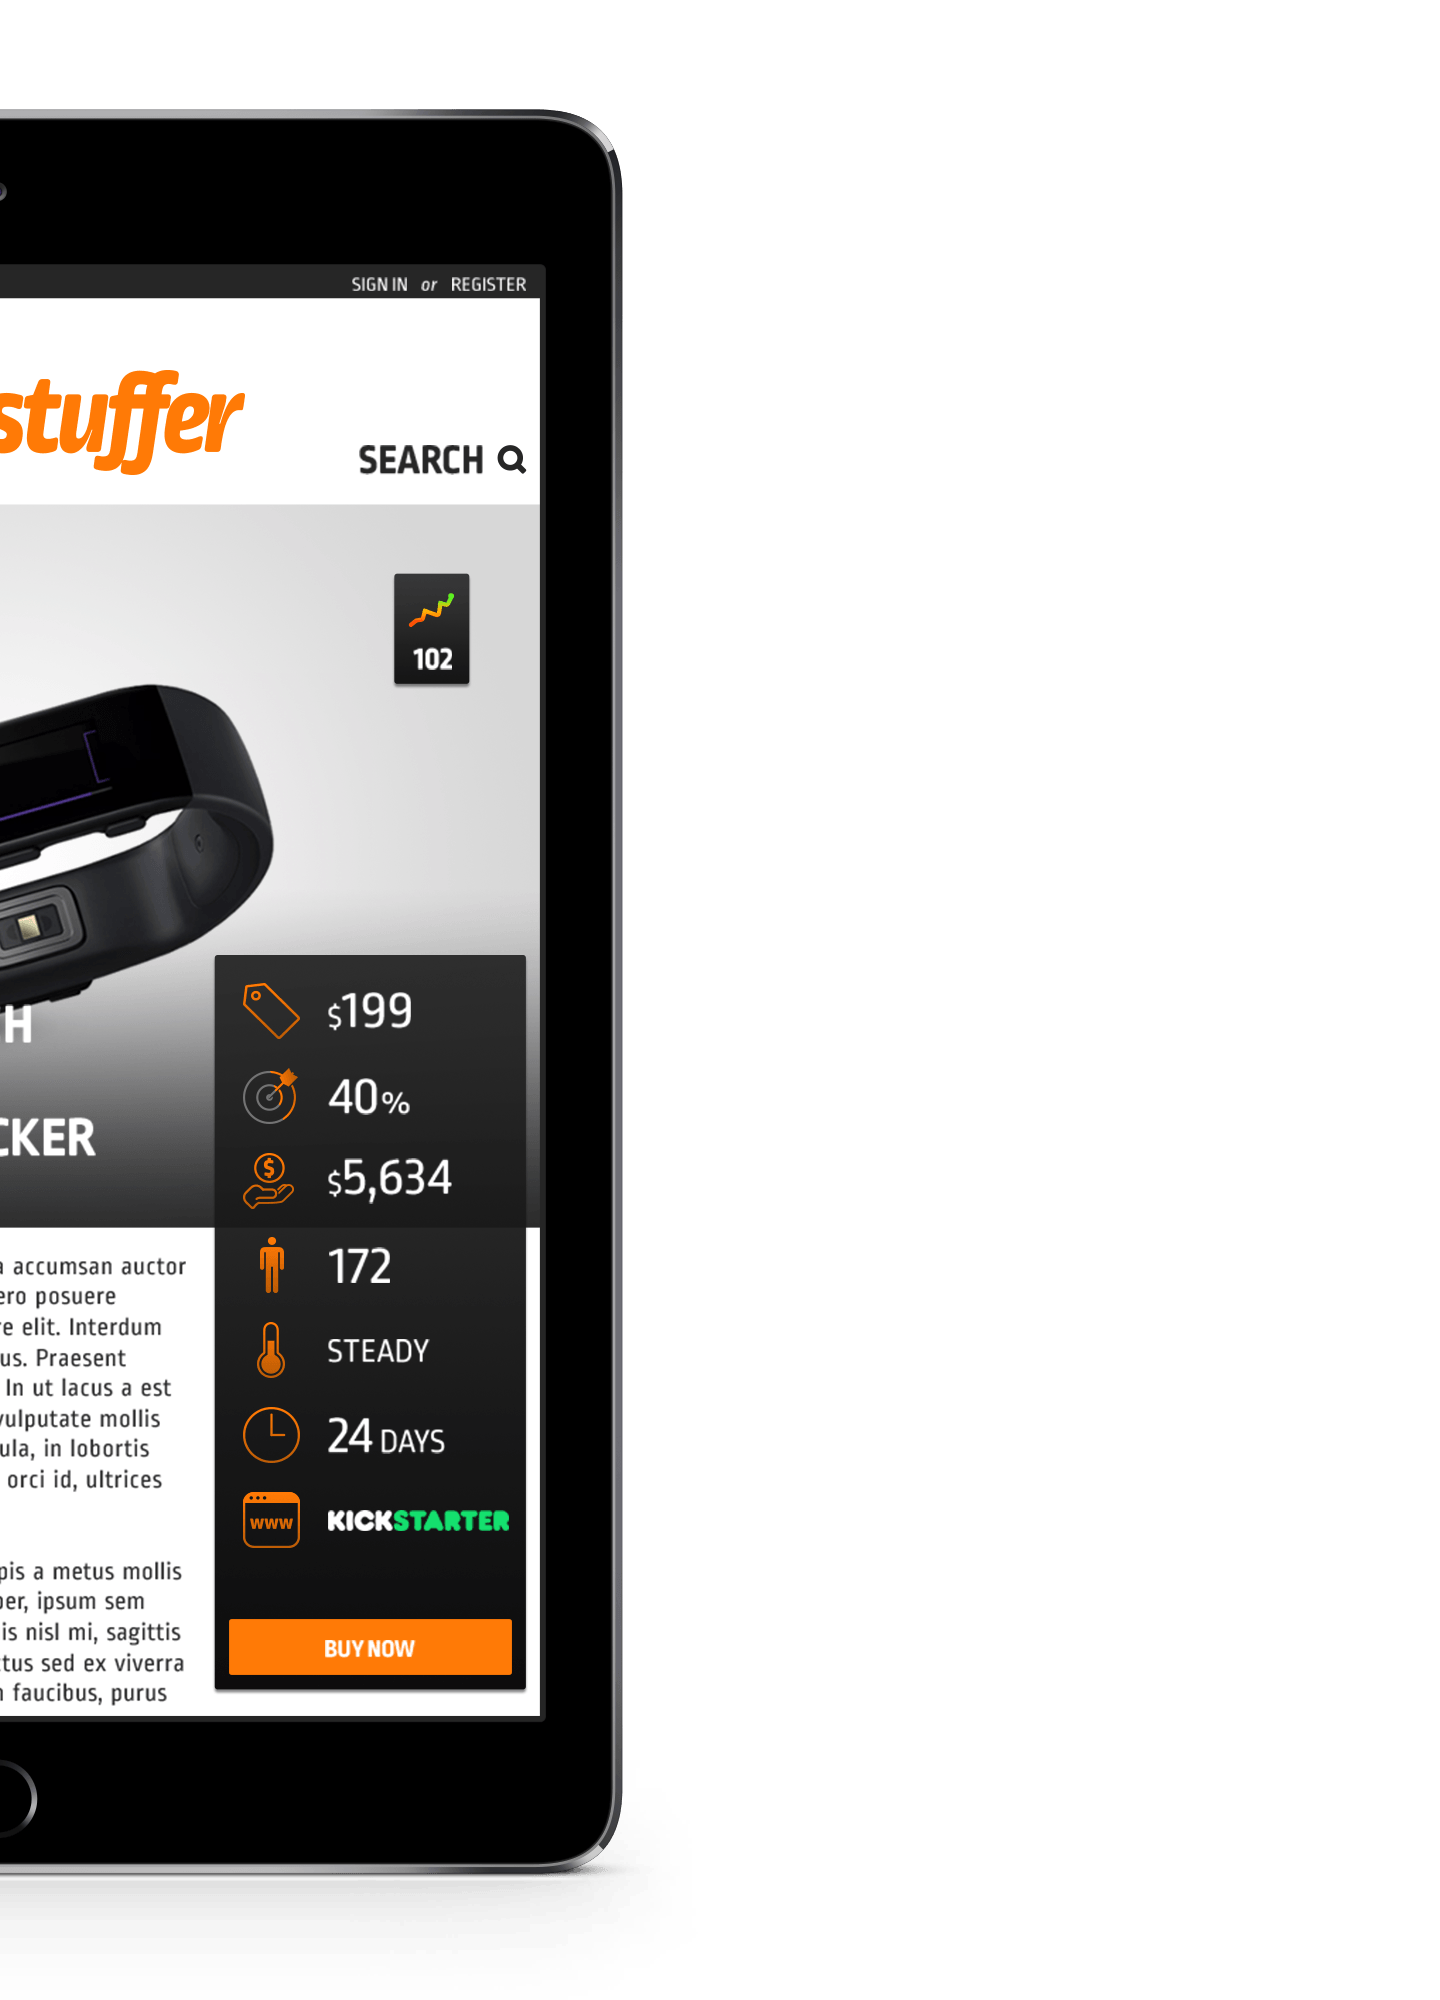 SIGN IN or REGISTER
stuffer
SEARCH
102
H
CKER
$199
40%
$5,634
172
STEADY
24 DAYS
www
KICKSTARTER
BUY NOW
a accumsan auctor
ero posuere
re elit. Interdum
us. Praesent
In ut lacus a est
vulputate mollis
ula, in lobortis
orci id, ultrices
pis a metus mollis
per, ipsum sem
is nisl mi, sagittis
ctus sed ex viverra
n faucibus, purus